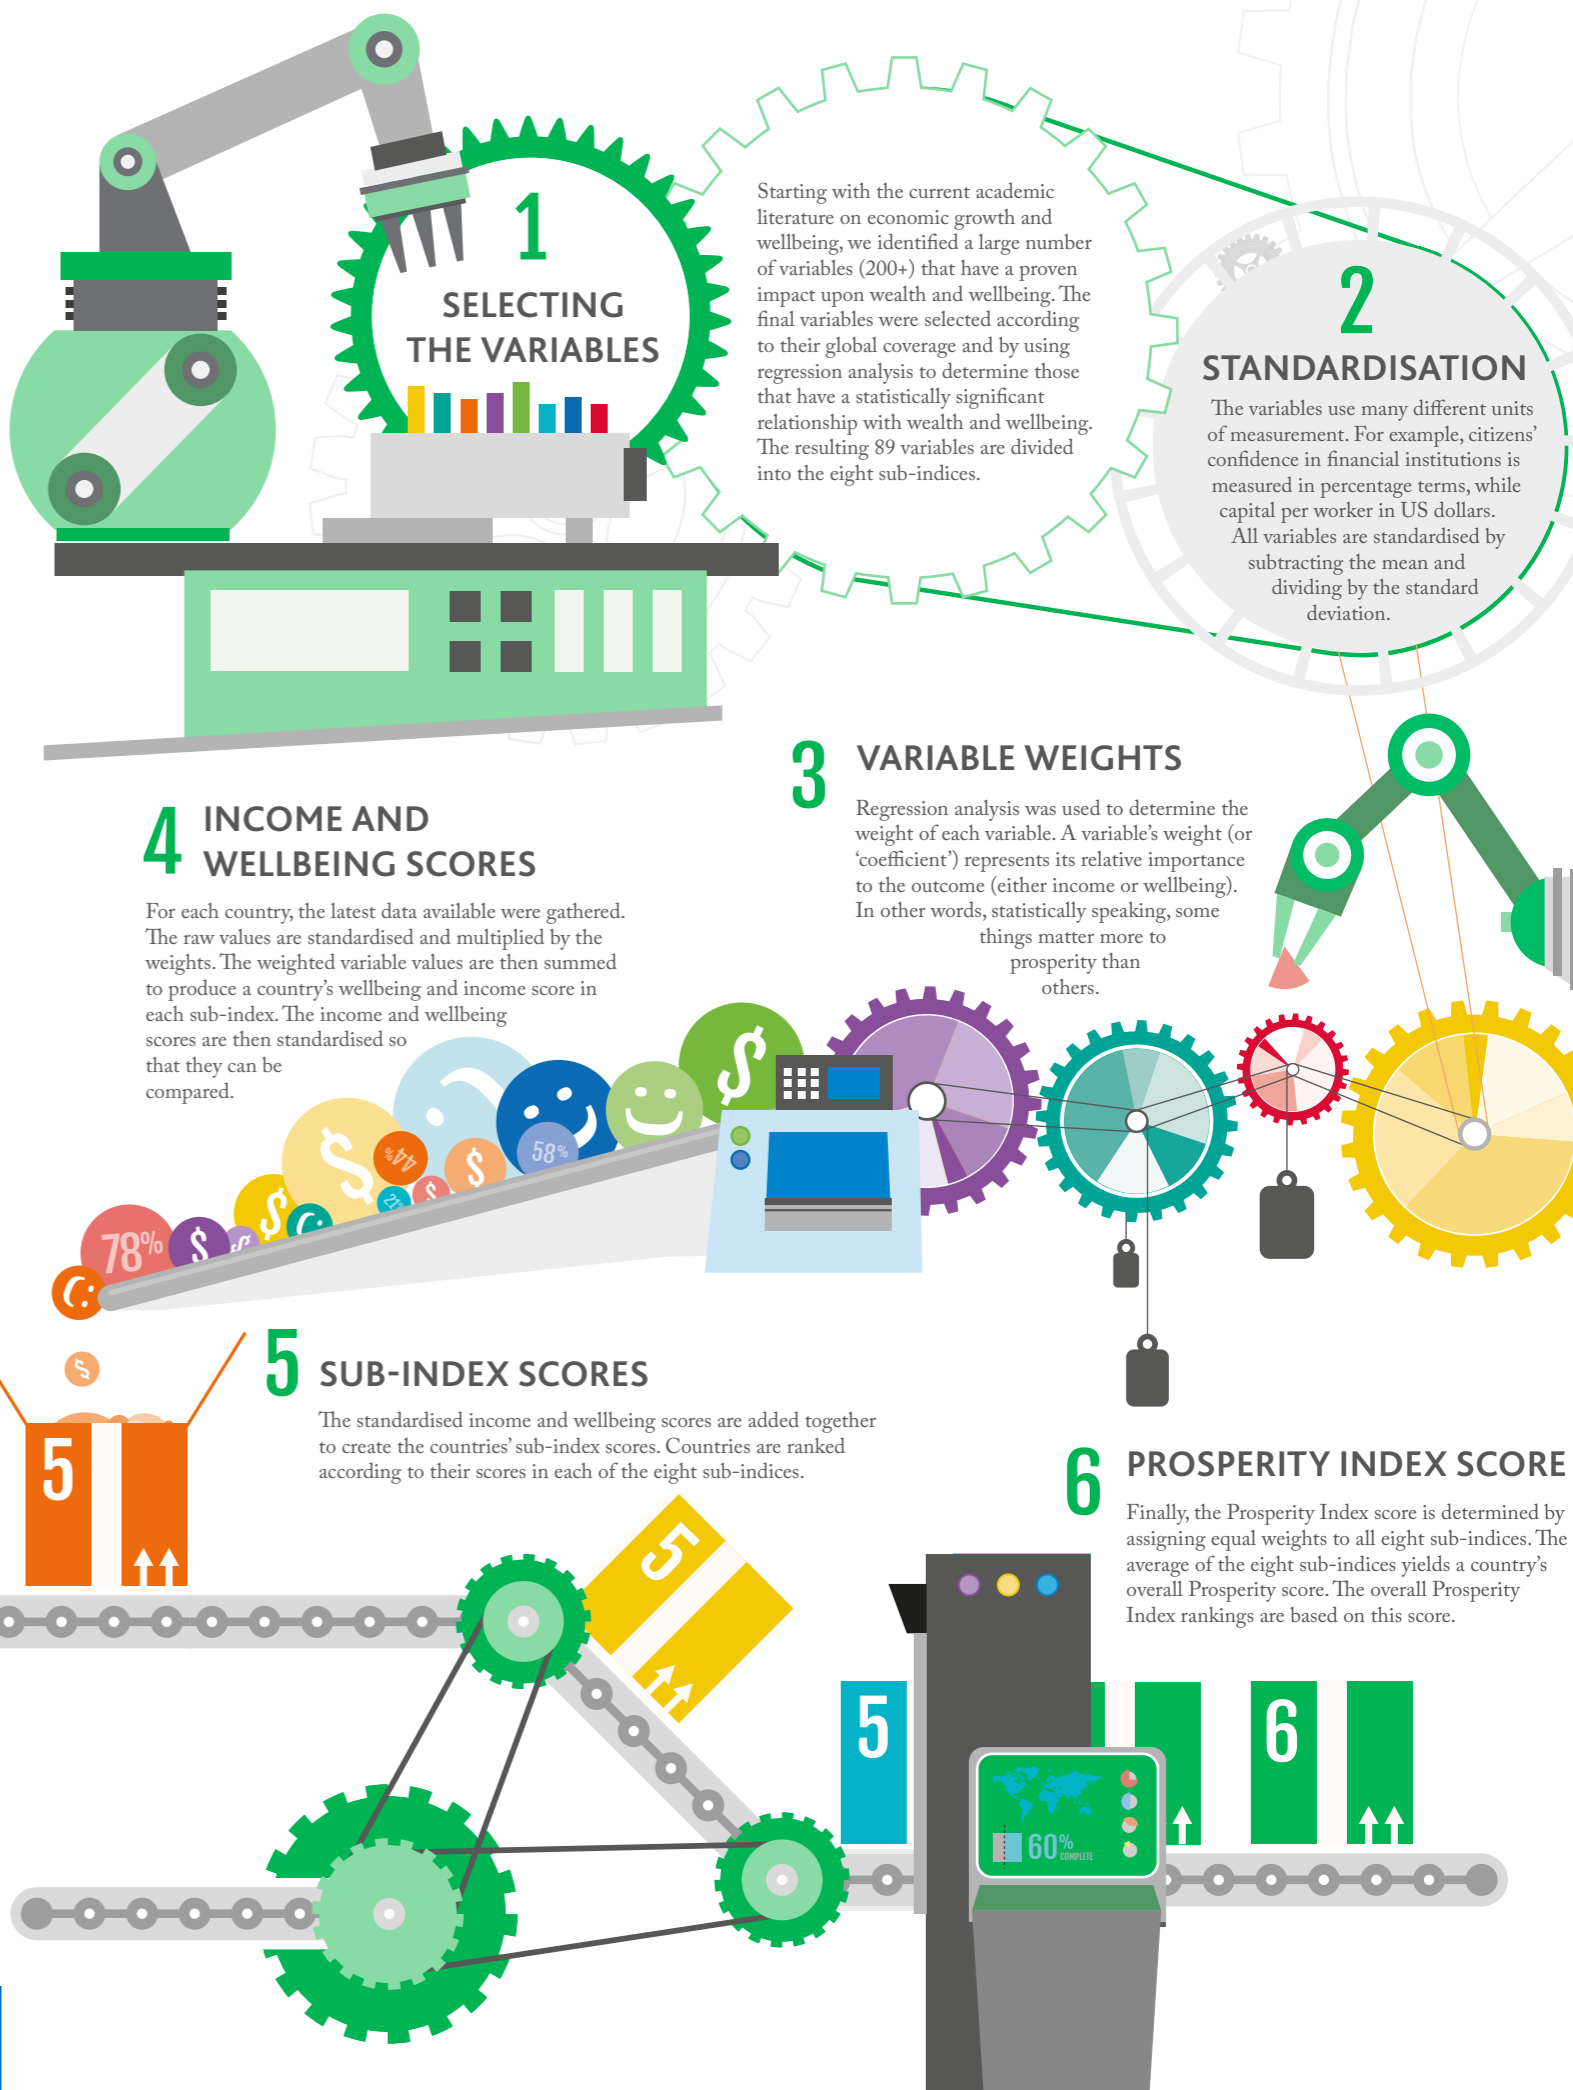 1
SELECTING
THE VARIABLES
Starting with the current academic
literature on economic growth and
wellbeing, we identified a large number
of variables (200+) that have a proven
impact upon wealth and wellbeing. The
final variables were selected according
to their global coverage and by using
regression analysis to determine those
that have a statistically significant
relationship with wealth and wellbeing.
The resulting 89 variables are divided
into the eight sub-indices.
2
STANDARDISATION
The variables use many different units
of measurement. For example, citizens’
confidence in financial institutions is
measured in percentage terms, while
capital per worker in US dollars.
All variables are standardised by
subtracting the mean and
dividing by the standard
deviation.
3
VARIABLE WEIGHTS
Regression analysis was used to determine the
weight of each variable. A variable’s weight (or
‘coefficient’) represents its relative importance
to the outcome (either income or wellbeing).
In other words, statistically speaking, some
things matter more to
prosperity than
others.
4
INCOME AND
WELLBEING SCORES
For each country, the latest data available were gathered.
The raw values are standardised and multiplied by the
weights. The weighted variable values are then summed
to produce a country’s wellbeing and income score in
each sub-index. The income and wellbeing
scores are then standardised so
that they can be
compared.
$
$
44%
$
58%
$
$
78%
$
$
$
5
SUB-INDEX SCORES
The standardised income and wellbeing scores are added together
to create the countries’ sub-index scores. Countries are ranked
according to their scores in each of the eight sub-indices.
$
5
5
6
PROSPERITY INDEX SCORE
Finally, the Prosperity Index score is determined by
assigning equal weights to all eight sub-indices. The
average of the eight sub-indices yields a country’s
overall Prosperity score. The overall Prosperity
Index rankings are based on this score.
5
6
60%
COMPLETE